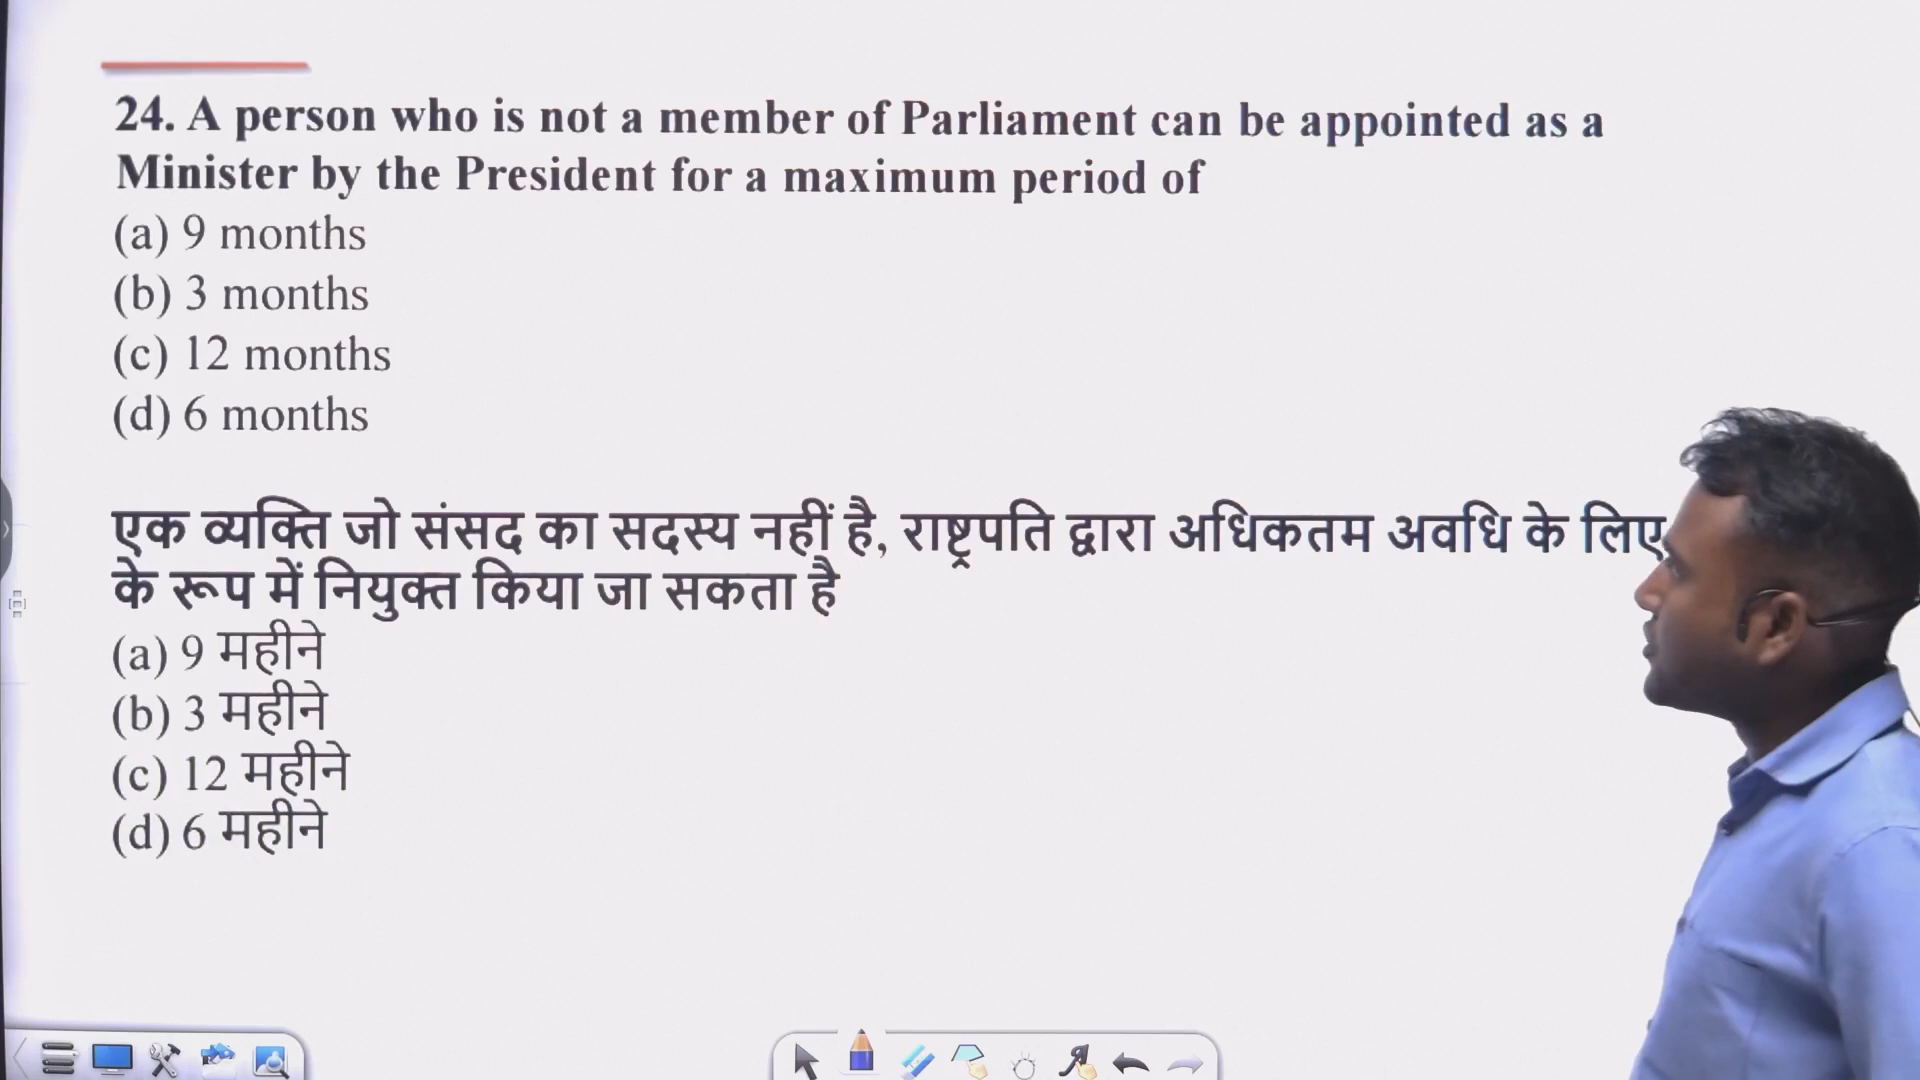 24. A person who is not a member of Parliament can be appointed as a
Minister by the President for a maximum period of
(a) 9 months
(b) 3 months
(c) 12 months
(d) 6 months
एक व्यक्ति जो संसद का सदस्य नहीं है, राष्ट्रपति द्वारा अधिकतम अवधि के लिए
के रूप में नियुक्त किया जा सकता है
(a) 9 महीने
(b) 3 महीने
(c) 12 महीने
(d) 6 महीने